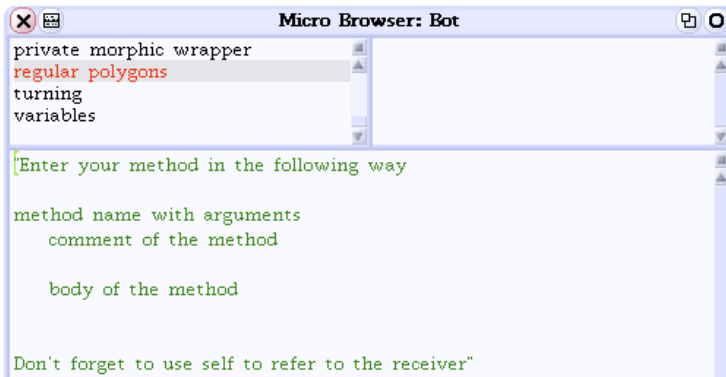 Micro Browser: Bot
private morphic wrapper
regular polygons
turning
variables
"Enter your method in the following way
method name with arguments
comment of the method
body of the method
Don't forget to use self to refer to the receiver"